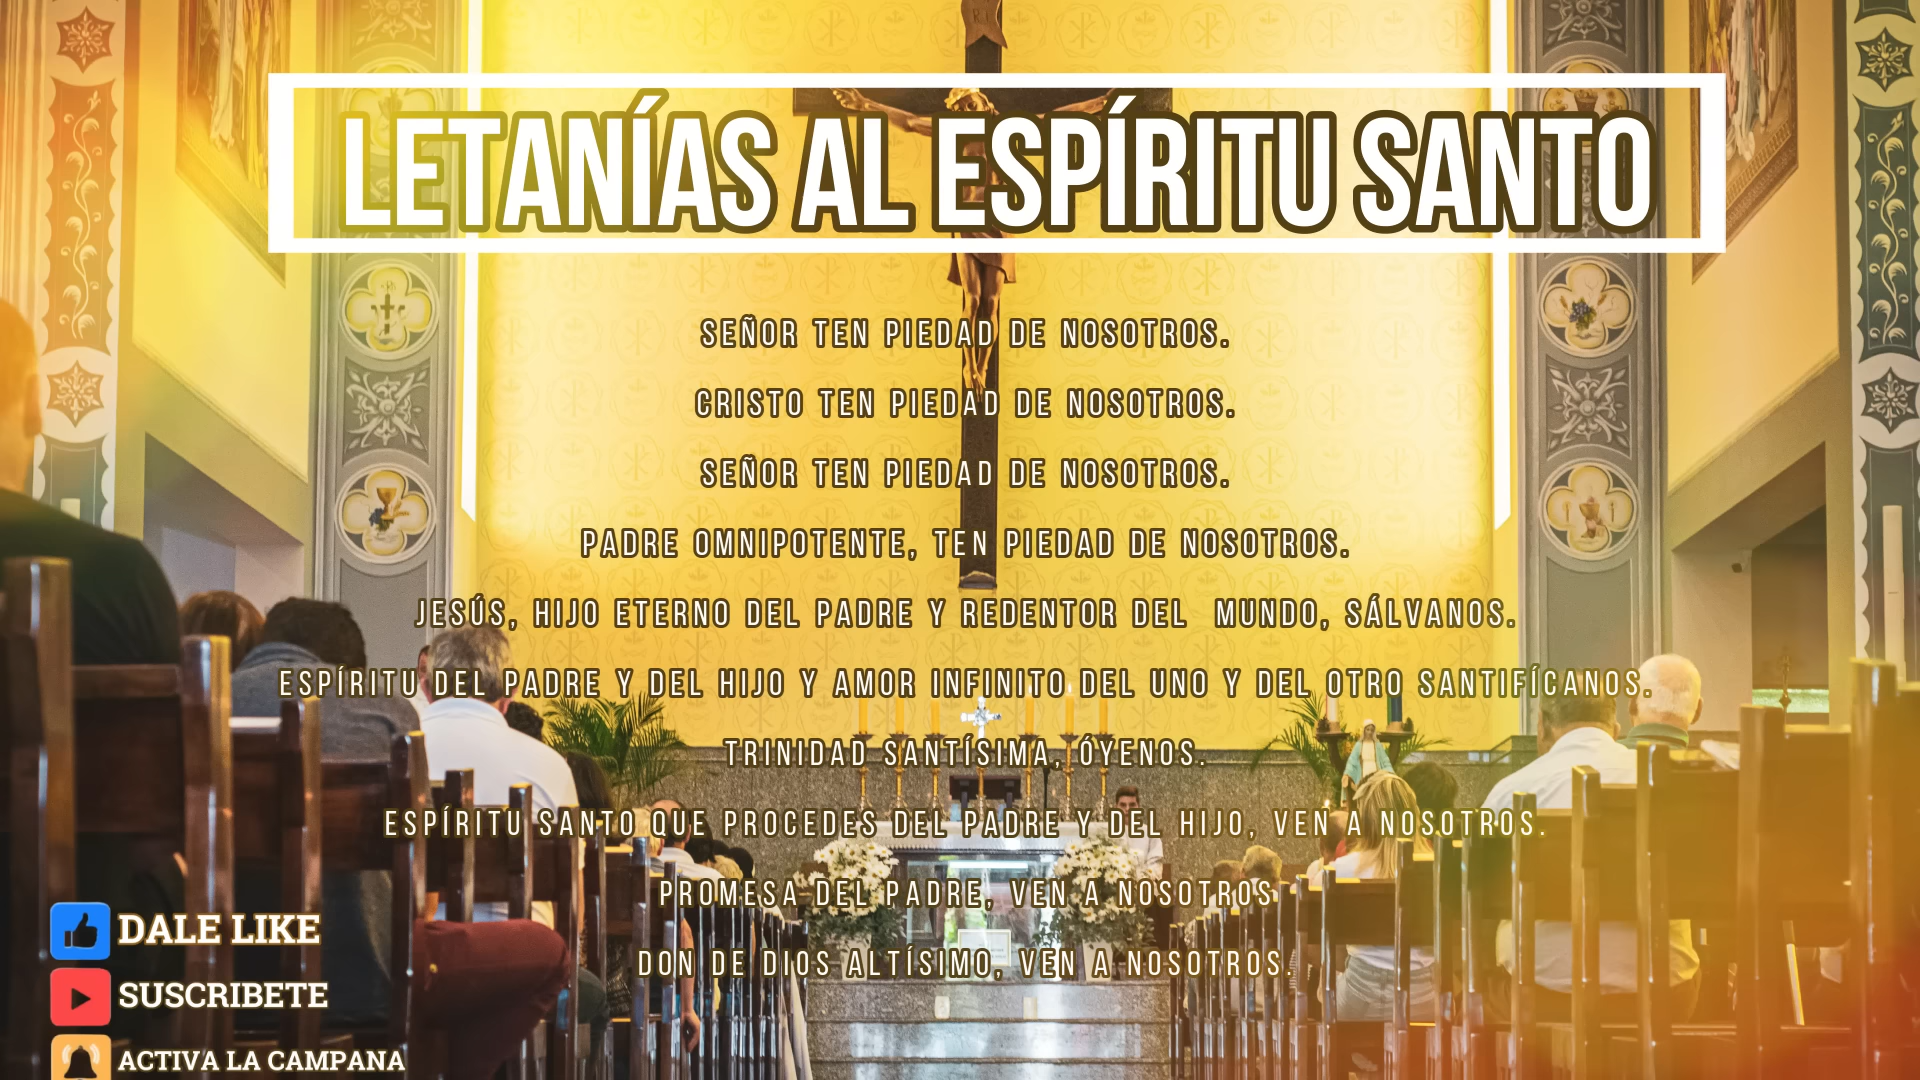 LETANÍAS AL ESPÍRITU SANTO
SEÑOR TEN PIEDAD DE NOSOTROS.
CRISTO TEN PIEDAD DE NOSOTROS.
SEÑOR TEN PIEDAD DE NOSOTROS.
PADRE OMNIPOTENTE, TEN PIEDAD DE NOSOTROS.
JESÚS, HIJO ETERNO DEL PADRE Y REDENTOR DEL MUNDO, SÁLVANOS.
ESPÍRITU DEL PADRE Y DEL HIJO Y AMOR INFINITO DEL UNO Y DEL OTRO SANTIFÍCANOS.
TRINIDAD SANTÍSIMA, ÓYENOS.
ESPÍRITU SANTO QUE PROCEDES DEL PADRE Y DEL HIJO, VEN A NOSOTROS.
PROMESA DEL PADRE, VEN A NOSOTROS.
DON DE DIOS ALTÍSIMO, VEN A NOSOTROS.
DALE LIKE
SUSCRIBETE
ACTIVA LA CAMPANA